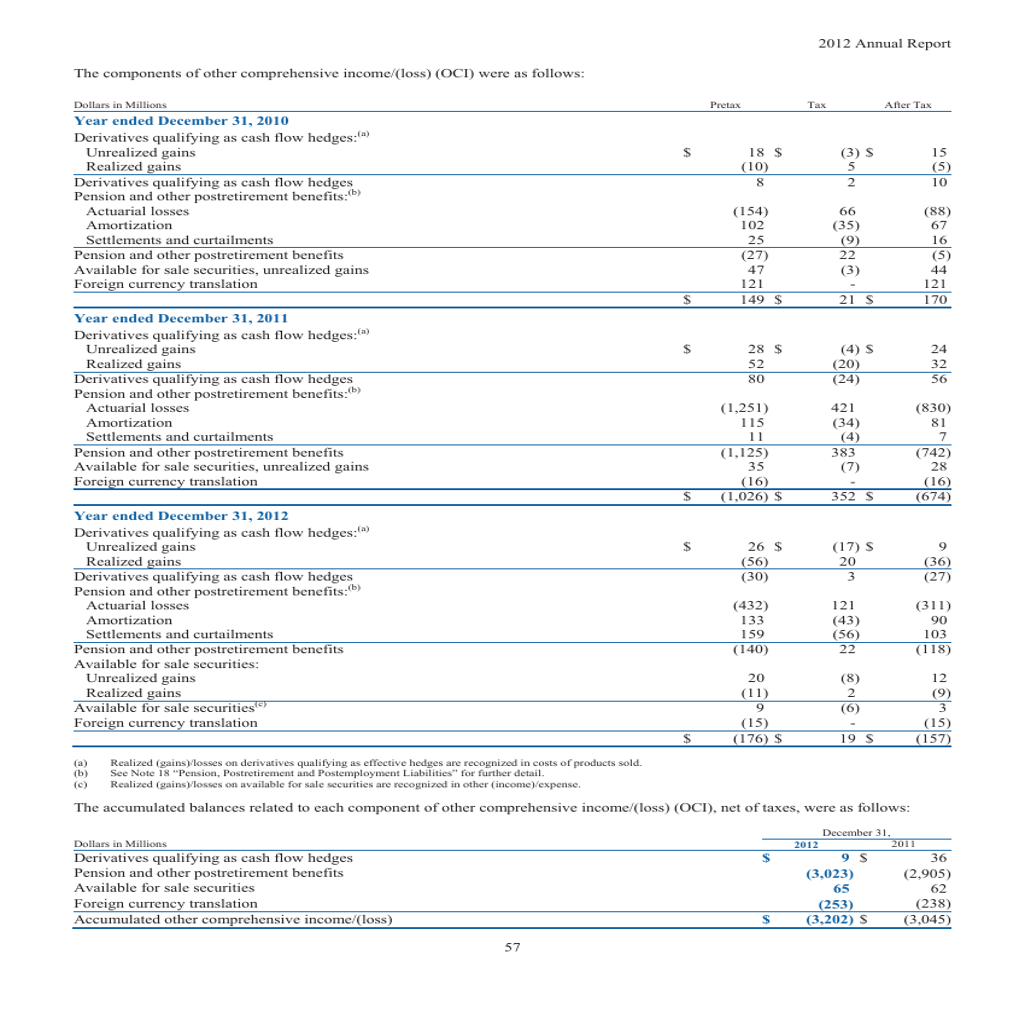 2012 Annual Report
The components of other comprehensive income/(loss) (OCI) were as follows:
Dollars in Millions Pretax Tax After Tax
Year ended December 31, 2010
Derivatives qualifying as cash flow hedges:(a)
Unrealized gains $ 18 $ (3) $ 15
Realized gains (10) 5 (5)
Derivatives qualifying as cash flow hedges 8 2 10
Pension and other postretirement benefits:(b)
Actuarial losses (154) 66 (88)
Amortization 102 (35) 67
Settlements and curtailments 25 (9) 16
Pension and other postretirement benefits (27) 22 (5)
Available for sale securities, unrealized gains 47 (3) 44
Foreign currency translation 121 - 121
$ 149 $ 21 $ 170
Year ended December 31, 2011
Derivatives qualifying as cash flow hedges:(a)
Unrealized gains $ 28 $ (4) $ 24
Realized gains 52 (20) 32
Derivatives qualifying as cash flow hedges 80 (24) 56
Pension and other postretirement benefits:(b)
Actuarial losses (1,251) 421 (830)
Amortization 115 (34) 81
Settlements and curtailments 11 (4) 7
Pension and other postretirement benefits (1,125) 383 (742)
Available for sale securities, unrealized gains 35 (7) 28
Foreign currency translation (16) - (16)
$ (1,026) $ 352 $ (674)
Year ended December 31, 2012
Derivatives qualifying as cash flow hedges:(a)
Unrealized gains $ 26 $ (17) $ 9
Realized gains (56) 20 (36)
Derivatives qualifying as cash flow hedges (30) 3 (27)
Pension and other postretirement benefits:(b)
Actuarial losses (432) 121 (311)
Amortization 133 (43) 90
Settlements and curtailments 159 (56) 103
Pension and other postretirement benefits (140) 22 (118)
Available for sale securities:
Unrealized gains 20 (8) 12
Realized gains (11) 2 (9)
Available for sale securities(c) 9 (6) 3
Foreign currency translation (15) - (15)
$ (176) $ 19 $ (157)
(a) Realized (gains)/losses on derivatives qualifying as effective hedges are recognized in costs of products sold.
(b) See Note 18 “Pension, Postretirement and Postemployment Liabilities” for further detail.
(c) Realized (gains)/losses on available for sale securities are recognized in other (income)/expense.
The accumulated balances related to each component of other comprehensive income/(loss) (OCI), net of taxes, were as follows:
December 31,
Dollars in Millions 2012 2011
Derivatives qualifying as cash flow hedges $ 9 $ 36
Pension and other postretirement benefits (3,023) (2,905)
Available for sale securities 65 62
Foreign currency translation (253) (238)
Accumulated other comprehensive income/(loss) $ (3,202) $ (3,045)
57